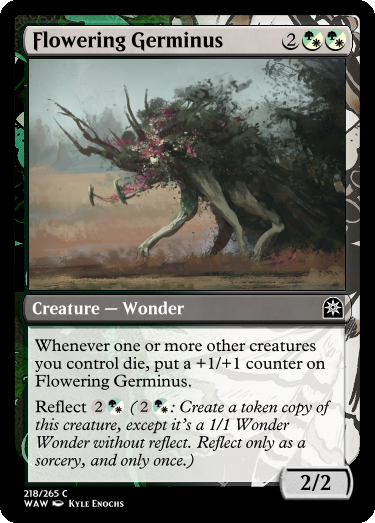 Flowering Germinus 2
Creature — Wonder
Whenever one or more other creatures
you control die, put a +1/+1 counter on
Flowering Germinus.
Reflect 2 ( 2 : Create a token copy of
this creature, except it's a 1/1 Wonder
Wonder without reflect. Reflect only as a
sorcery, and only once.)
2/2
218/265 C
WAW Kyle Enochs